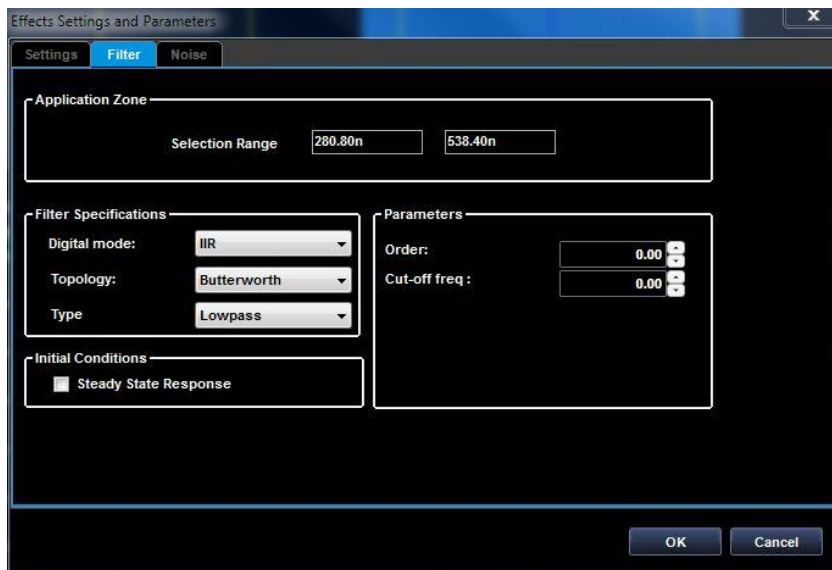 Effects Settings and Parameters
X
Settings Filter Noise
Application Zone
Selection Range 280.80n 538.40n
Filter Specifications
Digital mode: IIR
Topology: Butterworth
Type Lowpass
Parameters
Order: 0.00
Cut-off freq : 0.00
Initial Conditions
Steady State Response
OK Cancel